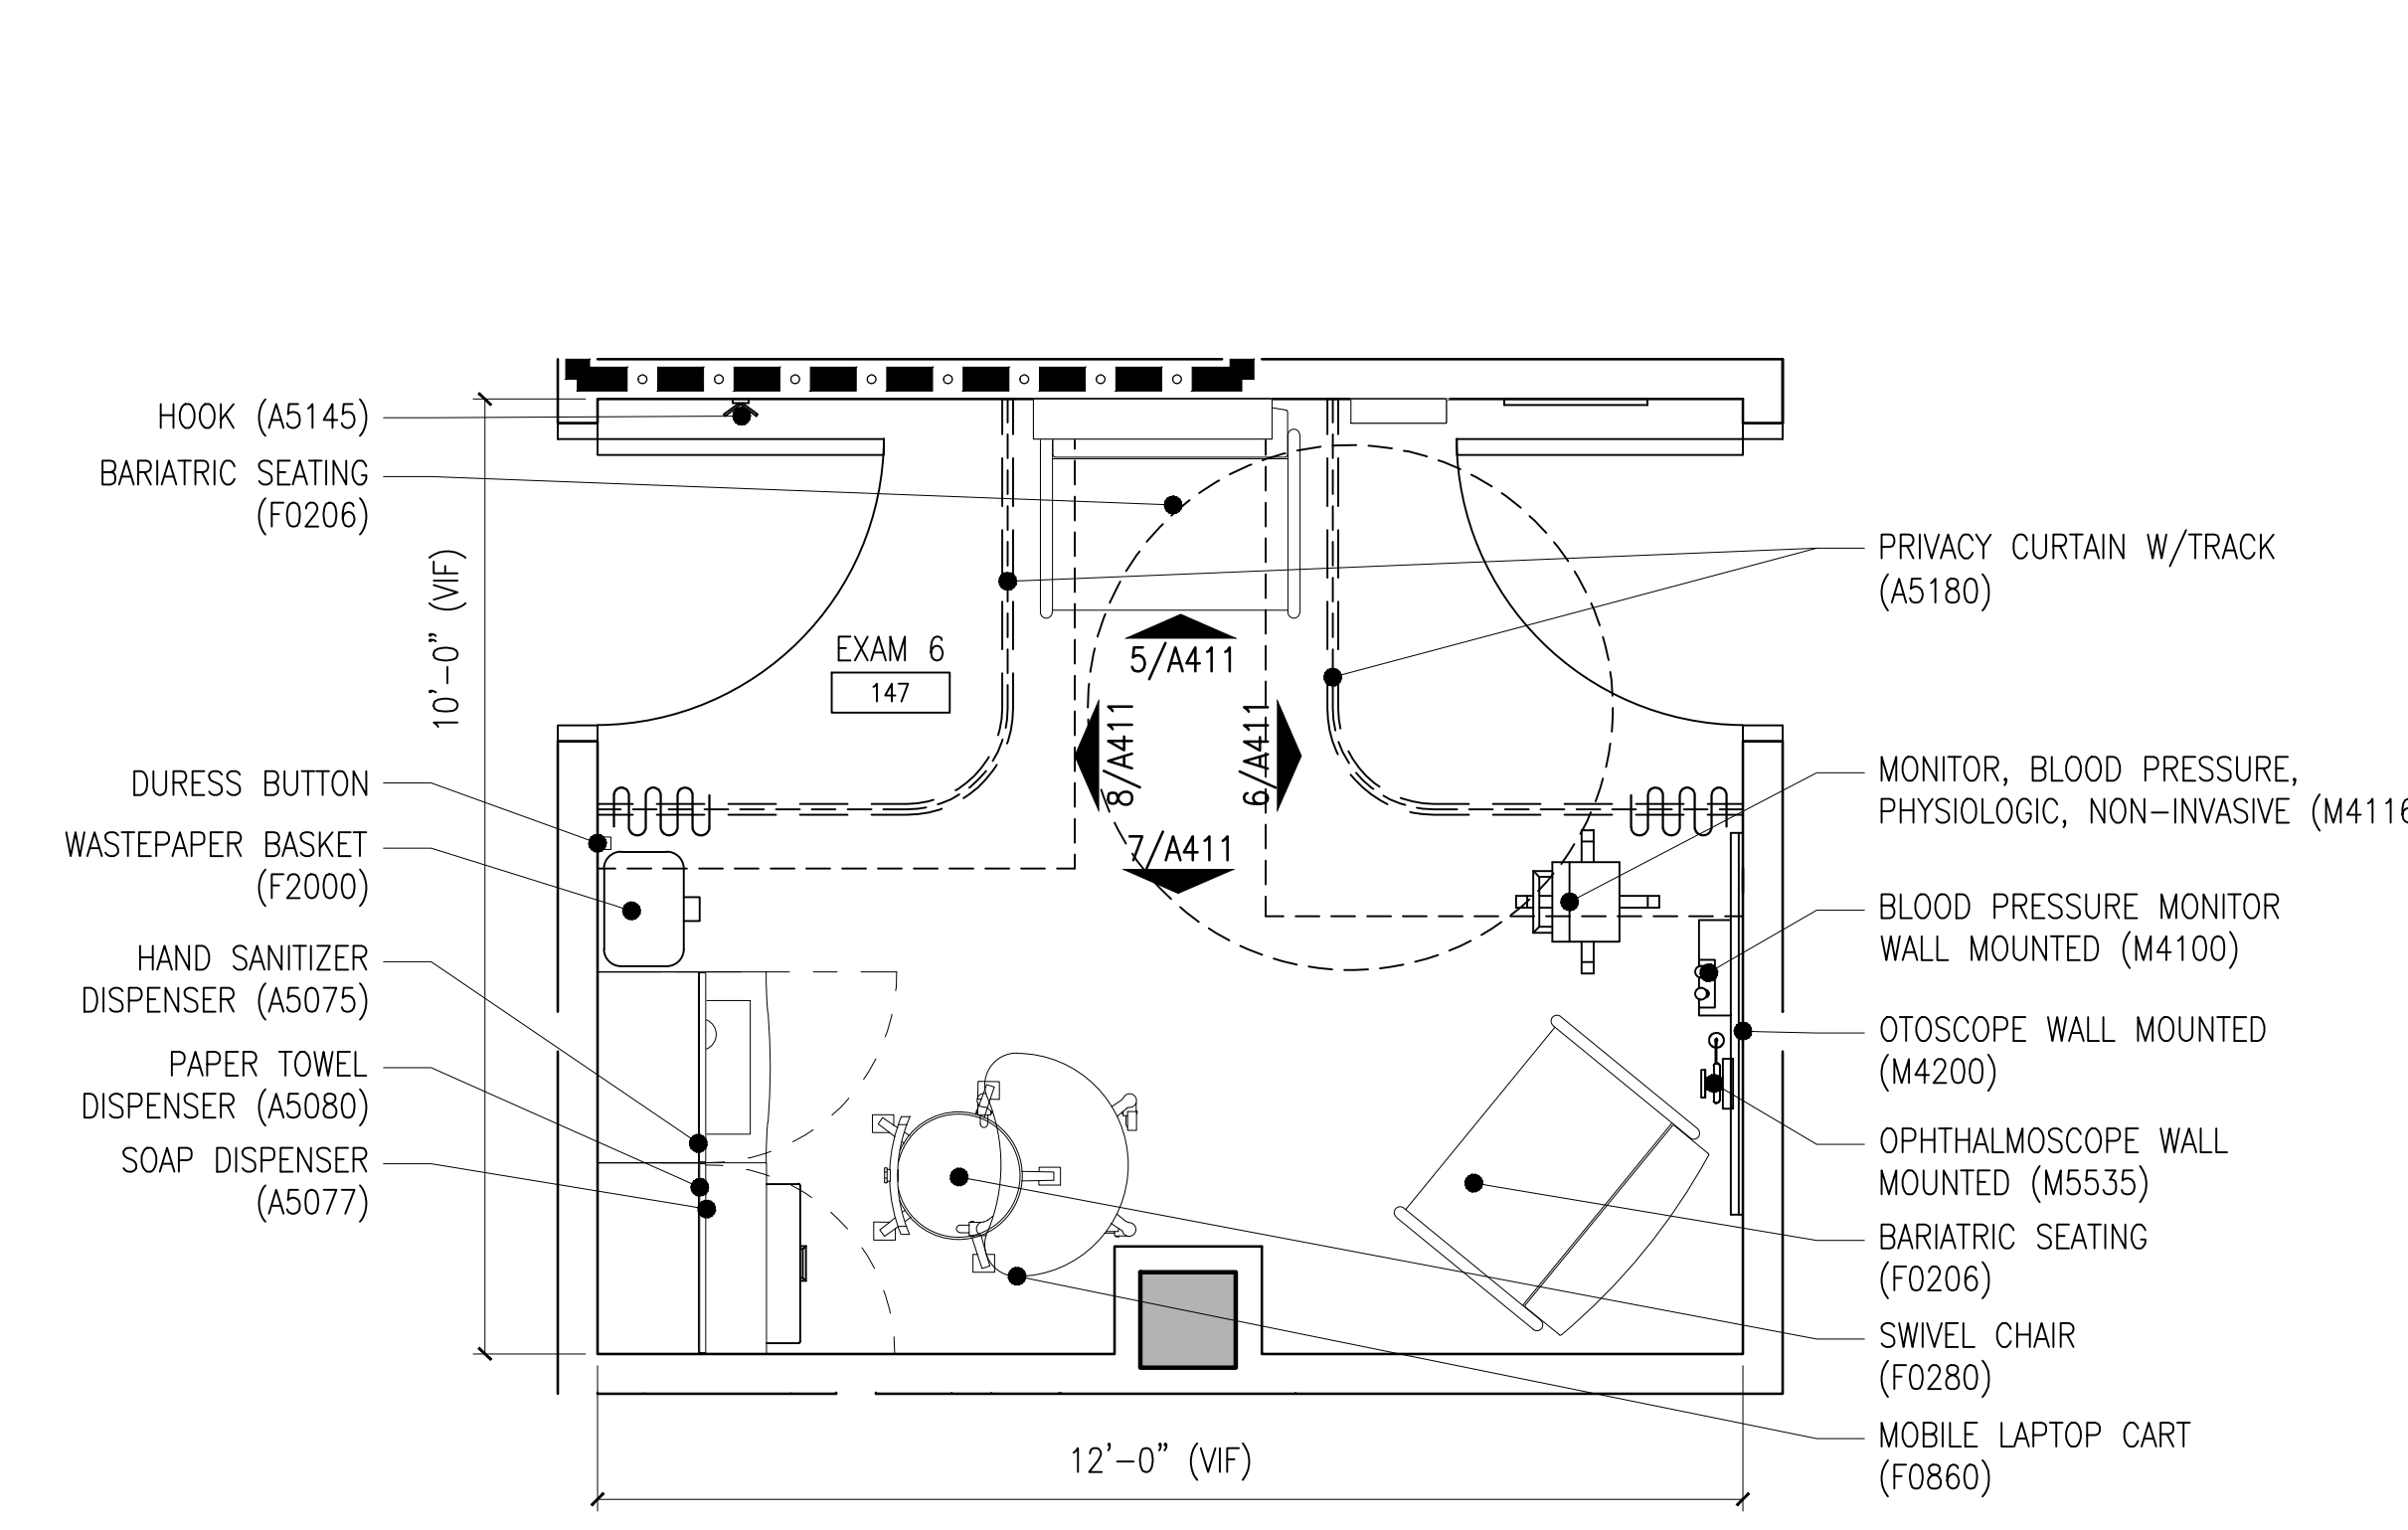 HOOK (A5145)
BARIATRIC SEATING
(F0206)
10'-0" (VIF)
DURESS BUTTON
WASTEPAPER BASKET
(F2000)
HAND SANITIZER
DISPENSER (A5075)
PAPER TOWEL
DISPENSER (A5080)
SOAP DISPENSER
(A5077)
EXAM 6
147
5/A411
8/A411
6/A411
7/A411
12'-0" (VIF)
PRIVACY CURTAIN W/TRACK
(A5180)
MONITOR, BLOOD PRESSURE,
PHYSIOLOGIC, NON-INVASIVE (M4116
BLOOD PRESSURE MONITOR
WALL MOUNTED (M4100)
OTOSCOPE WALL MOUNTED
(M4200)
OPHTHALMOSCOPE WALL
MOUNTED (M5535)
BARIATRIC SEATING
(F0206)
SWIVEL CHAIR
(F0280)
MOBILE LAPTOP CART
(F0860)